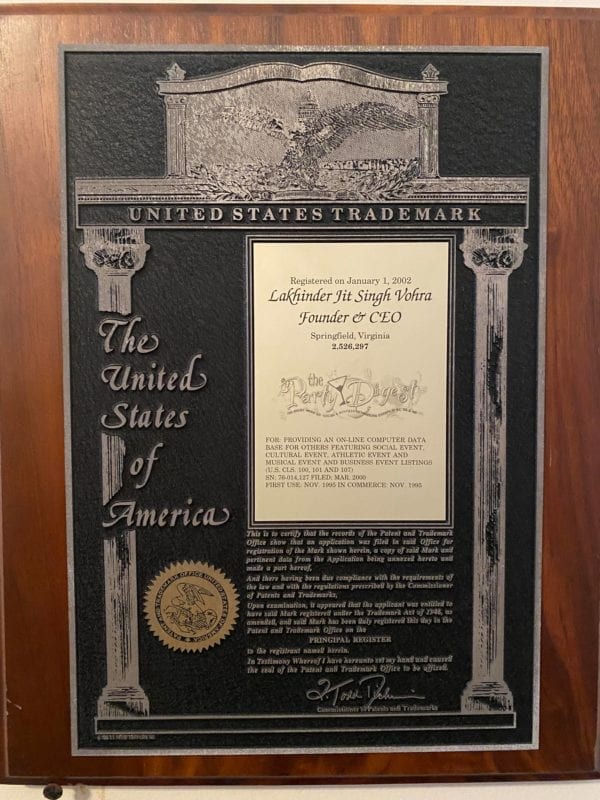 UNITED STATES TRADEMARK
The
United
States
of
America
Registered on January 1, 2002
Lakhinder Jit Singh Vohra
Founder & CEO
Springfield, Virginia
2,526,297
the
Party Digest
FOR: PROVIDING AN ON-LINE COMPUTER DATA
BASE FOR OTHERS FEATURING SOCIAL EVENT,
CULTURAL EVENT, ATHLETIC EVENT AND
MUSICAL EVENT AND BUSINESS EVENT LISTINGS
(U.S. CLS. 100, 101 AND 107)
SN: 76-014,127 FILED: MAR. 2000
FIRST USE: NOV. 1995 IN COMMERCE: NOV. 1995
This is to certify that the records of the Patent and Trademark
Office show that an application was filed in said Office for
registration of the Mark shown herein, a copy of said Mark and
pertinent data from the Application being annexed hereto and
made a part hereof,
And there having been due compliance with the requirements of
the law and with the regulations prescribed by the Commissioner
of Patents and Trademarks,
Upon examination, it appeared that the applicant was entitled to
have said Mark registered under the Trademark Act of 1946, as
amended, and said Mark has been duly registered this day in the
Patent and Trademark Office on the
PRINCIPAL REGISTER
to the registrant named herein.
In Testimony Whereof I have hereunto set my hand and caused
the seal of the Patent and Trademark Office to be affixed.
Commissioner of Patents and Trademarks